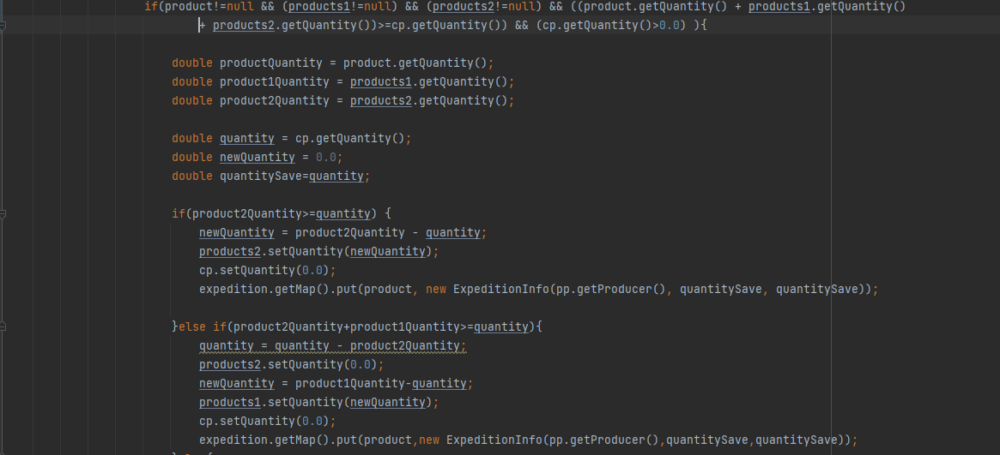 if(product!=null && (products1!=null) && (products2!=null) && ((product.getQuantity() + products1.getQuantity()
+ products2.getQuantity())>=cp.getQuantity()) && (cp.getQuantity()>0.0) ){
double productQuantity = product.getQuantity();
double product1Quantity = products1.getQuantity();
double product2Quantity = products2.getQuantity();
double quantity = cp.getQuantity();
double newQuantity = 0.0;
double quantitySave=quantity;
if(product2Quantity>=quantity) {
newQuantity = product2Quantity - quantity;
products2.setQuantity(newQuantity);
cp.setQuantity(0.0);
expedition.getMap().put(product, new ExpeditionInfo(pp.getProducer(), quantitySave, quantitySave));
}else if(product2Quantity+product1Quantity>=quantity){
quantity = quantity - product2Quantity;
products2.setQuantity(0.0);
newQuantity = product1Quantity-quantity;
products1.setQuantity(newQuantity);
cp.setQuantity(0.0);
expedition.getMap().put(product,new ExpeditionInfo(pp.getProducer(),quantitySave,quantitySave));